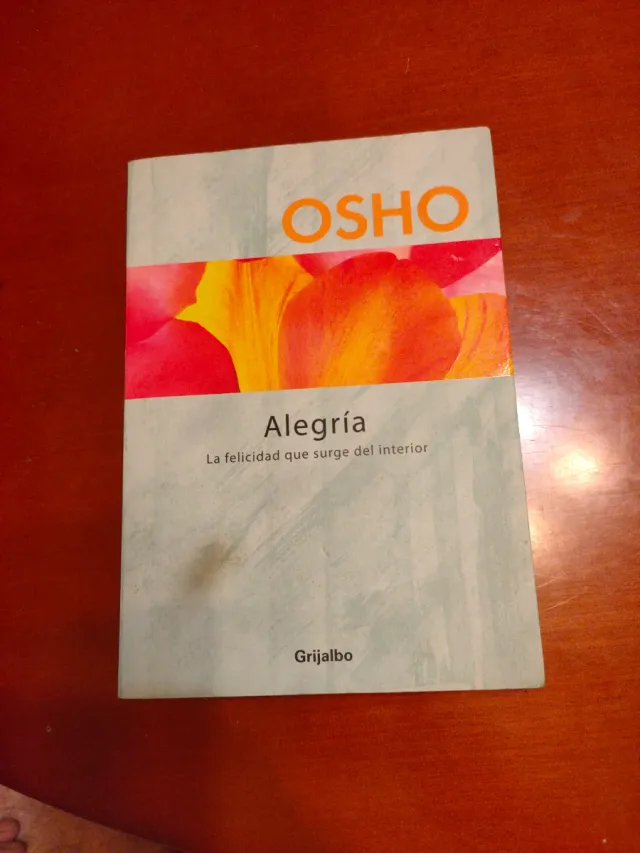 OSHO
Alegría
La felicidad que surge del interior
Grijalbo